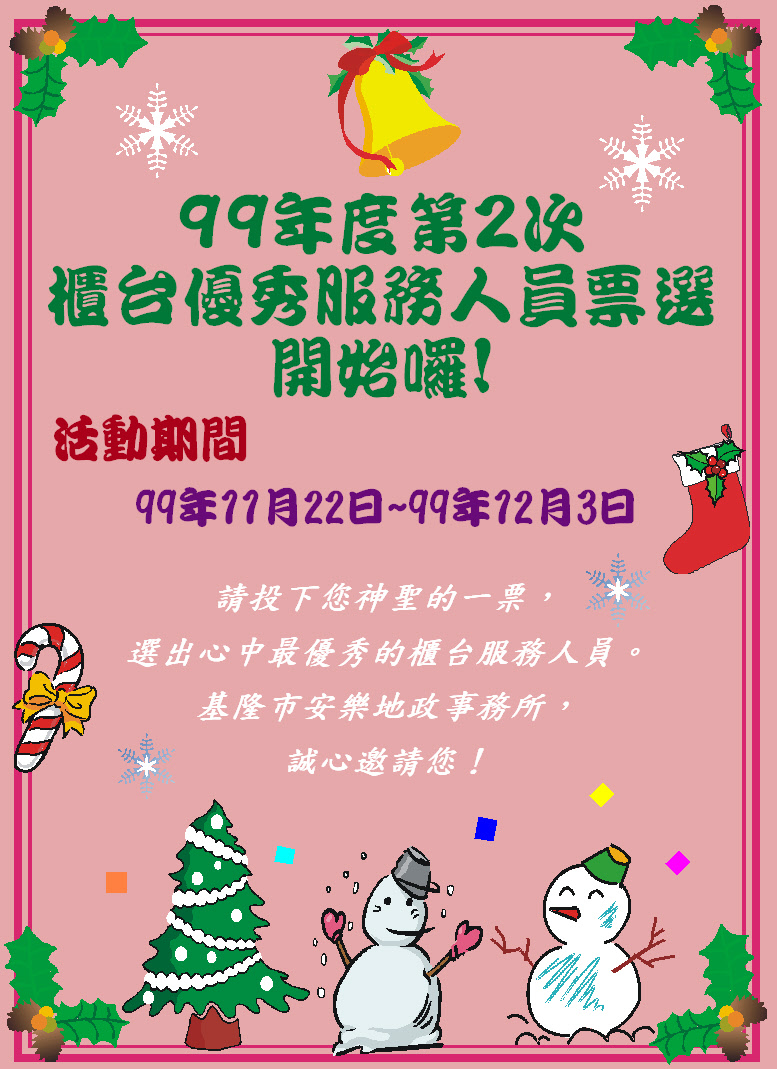 99年度第2次
櫃台優秀服務人員票選
開始囉!
活動期間
99年11月22日~99年12月3日
請投下您神聖的一票，
選出心中最優秀的櫃台服務人員。
基隆市安樂地政事務所，
誠心邀請您！